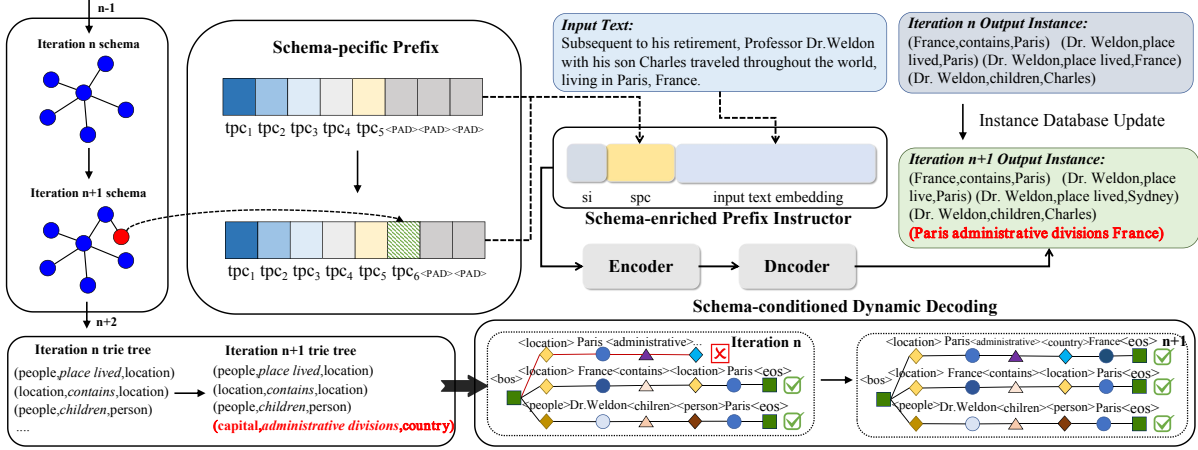 n-1
Iteration n schema
Iteration n+1 schema
n+2
Schema-pecific Prefix
tpc1 tpc2 tpc3 tpc4 tpc5 <PAD> <PAD> <PAD>
tpc1 tpc2 tpc3 tpc4 tpc5 tpc6 <PAD> <PAD>
Input Text:
Subsequent to his retirement, Professor Dr.Weldon
with his son Charles traveled throughout the world,
living in Paris, France.
si spc input text embedding
Schema-enriched Prefix Instructor
Encoder
Dncoder
Iteration n Output Instance:
(France,contains,Paris) (Dr. Weldon,place
lived,Paris) (Dr. Weldon,place lived,France)
(Dr. Weldon,children,Charles)
Instance Database Update
Iteration n+1 Output Instance:
(France,contains,Paris) (Dr. Weldon,place
live,Paris) (Dr. Weldon,place lived,Sydney)
(Dr. Weldon,children,Charles)
(Paris administrative divisions France)
Schema-conditioned Dynamic Decoding
Iteration n trie tree
(people,place lived,location)
(location,contains,location)
(people,children,person)
....
Iteration n+1 trie tree
(people,place lived,location)
(location,contains,location)
(people,children,person)
(capital,administrative divisions,country)
Iteration n
<location> Paris <administrative>...
<bos>
<location> France <contains> <location> Paris <eos>
<people> Dr.Weldon <chilren> <person> Paris <eos>
n+1
<location> Paris <administrative> <country> France <eos>
<bos>
<location> France <contains> <location> Paris <eos>
<people> Dr.Weldon <chilren> <person> Paris <eos>